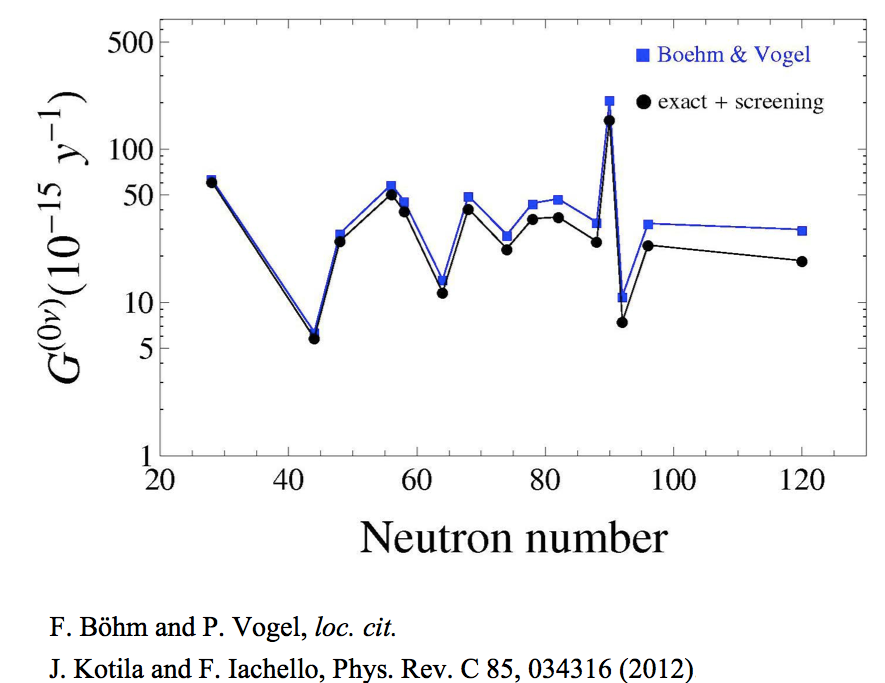 500
100
50
10
5
1
G(0ν)(10−15 y−1)
Boehm & Vogel
exact + screening
20 40 60 80 100 120
Neutron number
F. Böhm and P. Vogel, loc. cit.
J. Kotila and F. Iachello, Phys. Rev. C 85, 034316 (2012)